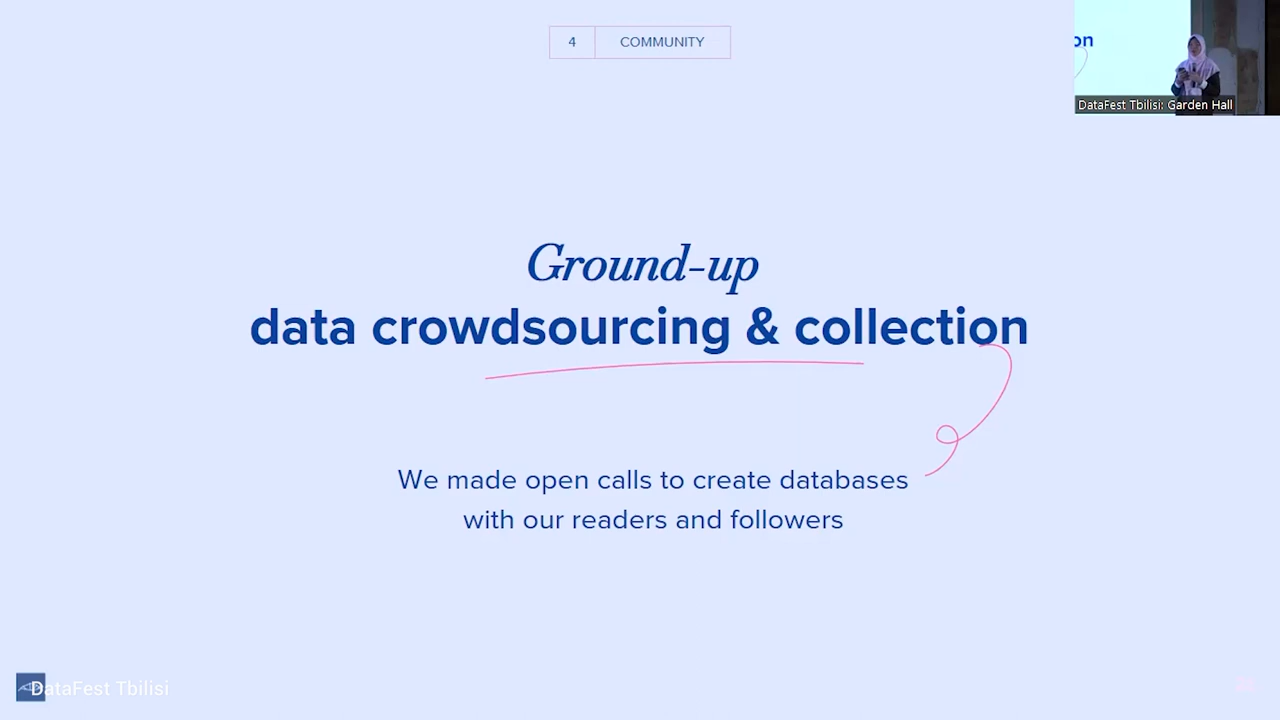 4 COMMUNITY
on
DataFest Tbilisi: Garden Hall
Ground-up
data crowdsourcing & collection
We made open calls to create databases
with our readers and followers
DataFest Tbilisi